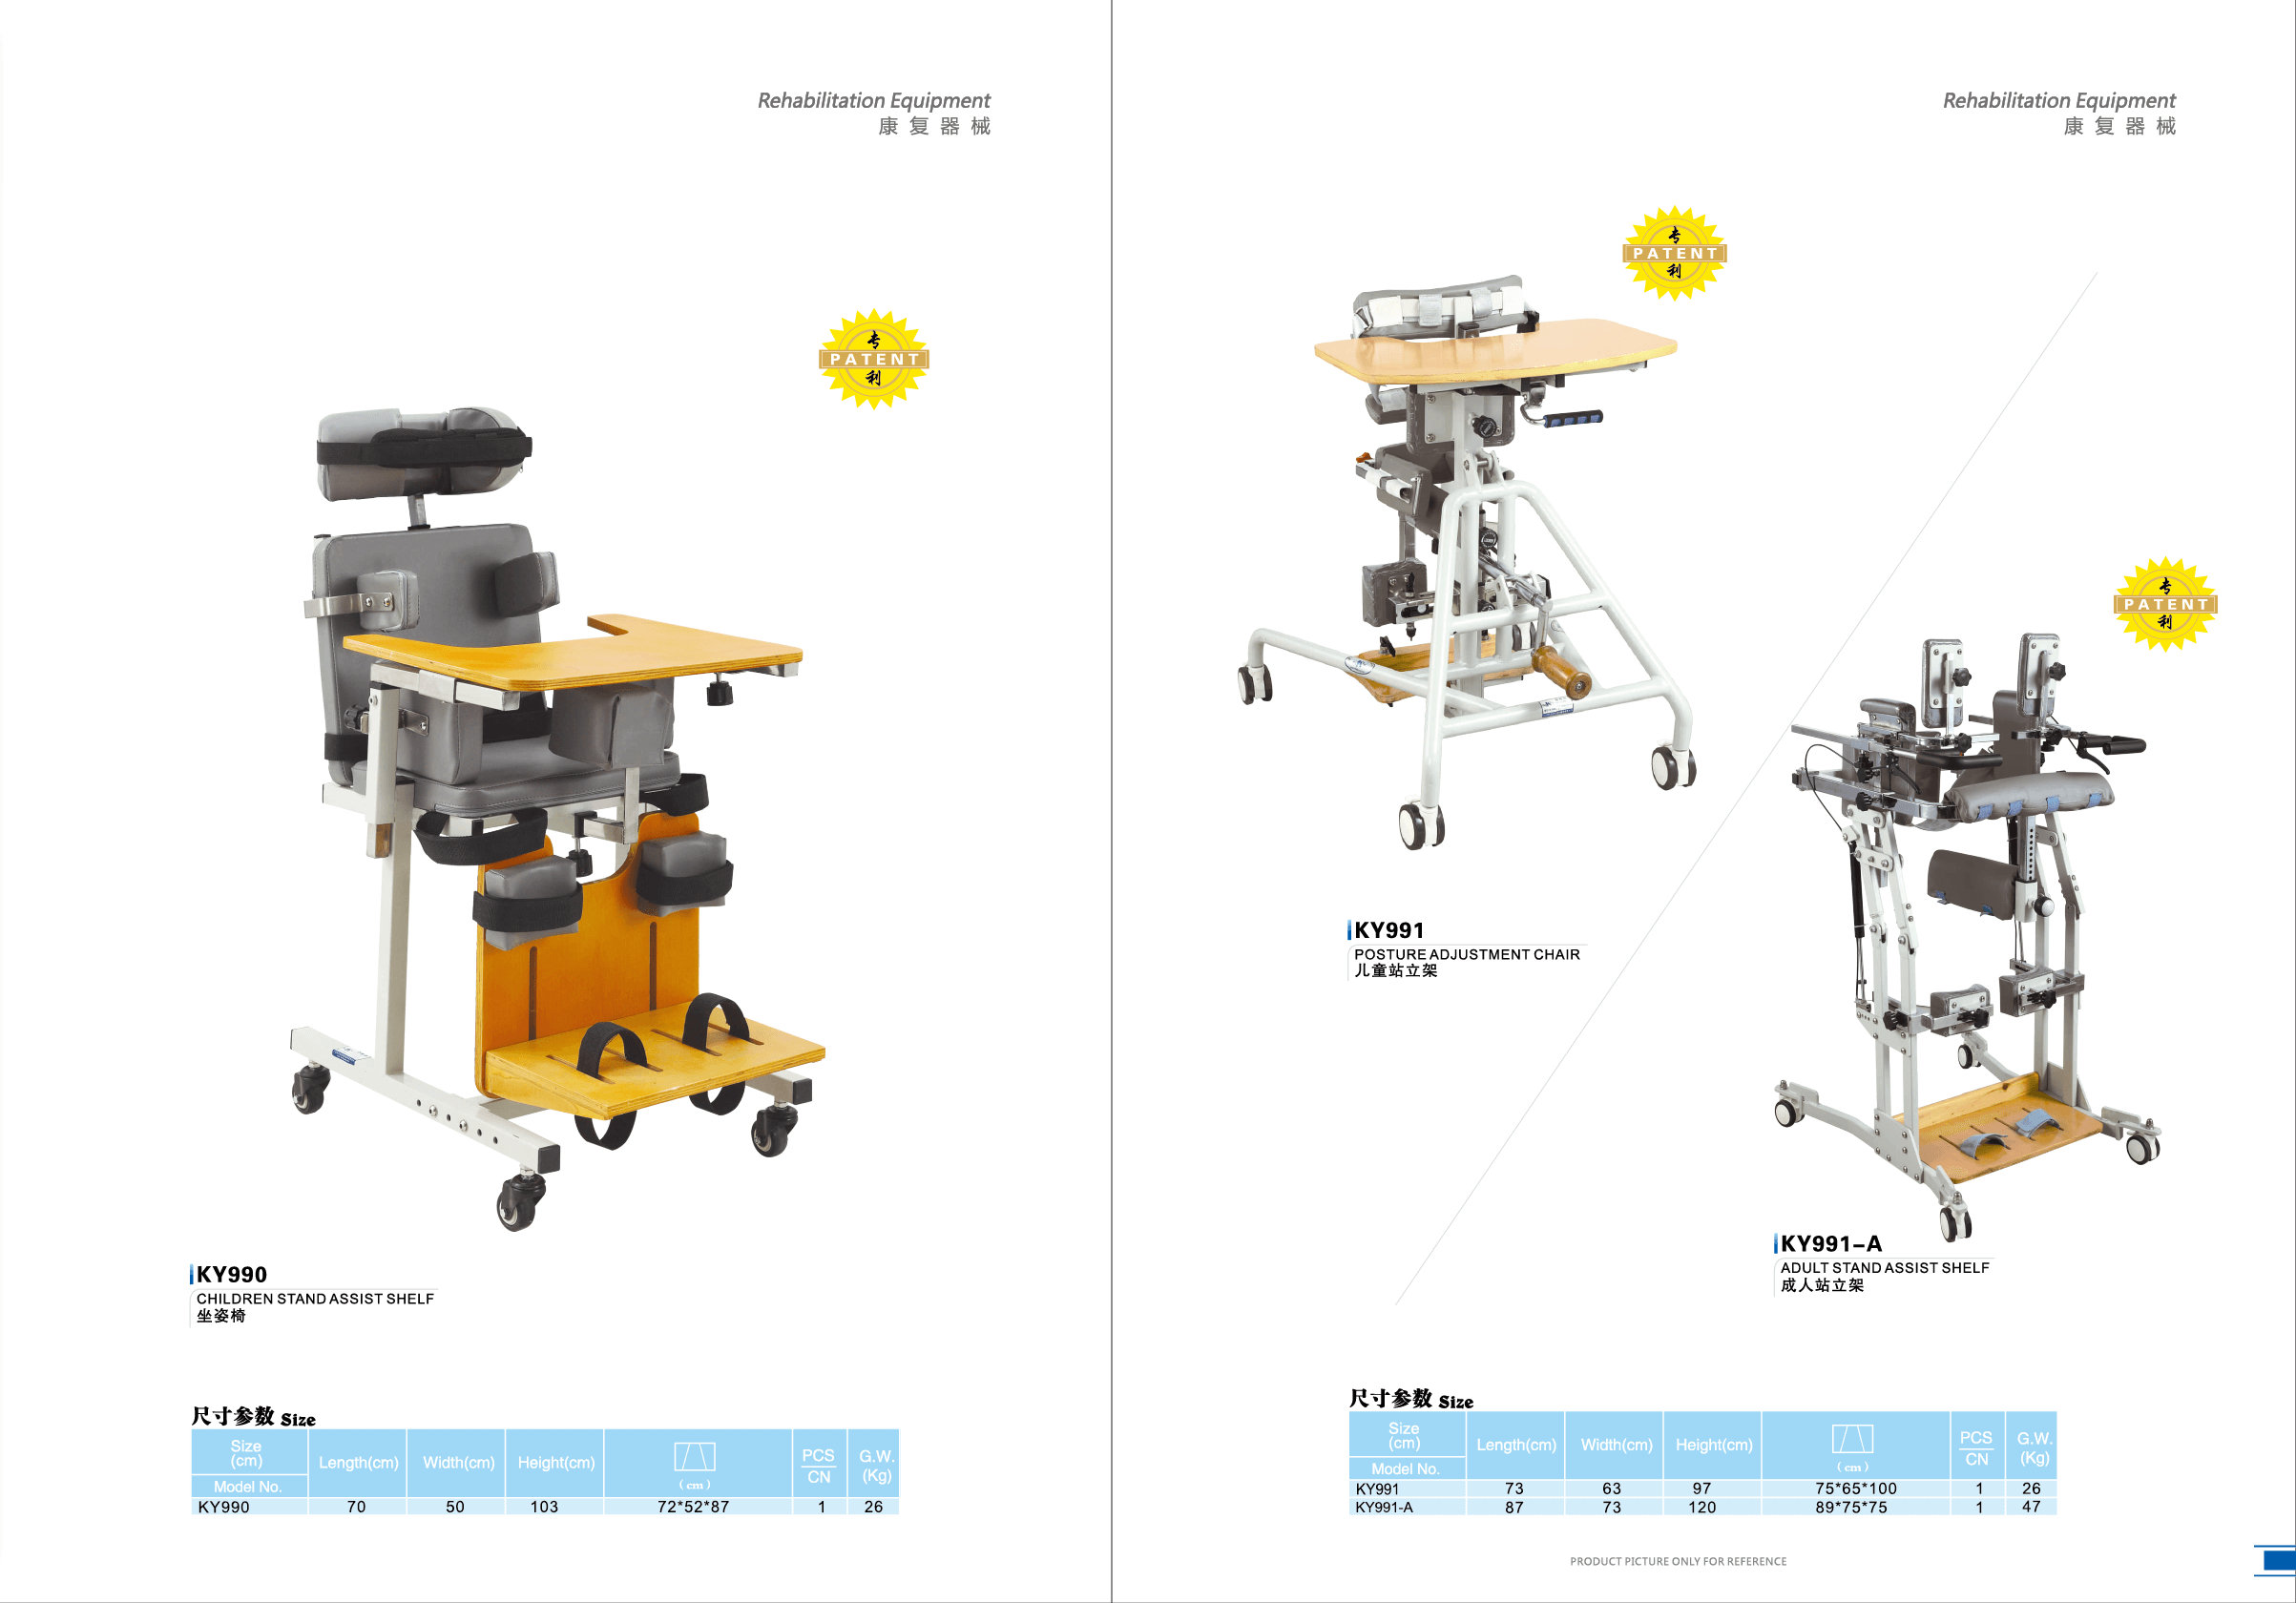 Rehabilitation Equipment
康复器械
专
PATENT
利
KY990
CHILDREN STAND ASSIST SHELF
坐姿椅
尺寸参数 Size
Size (cm) Length(cm) Width(cm) Height(cm) (cm) PCS/CN G.W. (Kg)
Model No.
KY990 70 50 103 72*52*87 1 26
Rehabilitation Equipment
康复器械
专
PATENT
利
KY991
POSTURE ADJUSTMENT CHAIR
儿童站立架
专
PATENT
利
KY991-A
ADULT STAND ASSIST SHELF
成人站立架
尺寸参数 Size
Size (cm) Length(cm) Width(cm) Height(cm) (cm) PCS/CN G.W. (Kg)
Model No.
KY991 73 63 97 75*65*100 1 26
KY991-A 87 73 120 89*75*75 1 47
PRODUCT PICTURE ONLY FOR REFERENCE